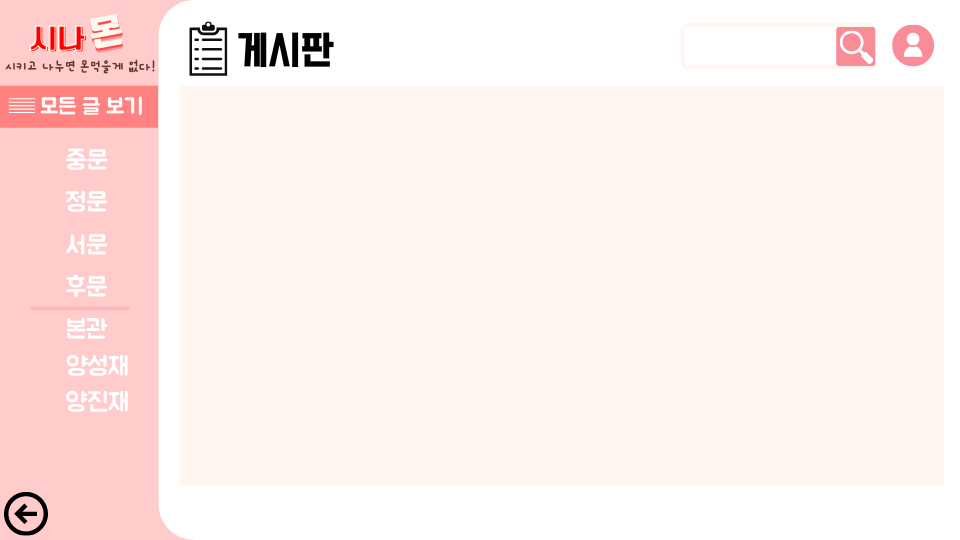 시나몬
시키고 나누면 몬먹을게 없다!
모든 글 보기
중문
정문
서문
후문
본관
양성재
양진재
게시판